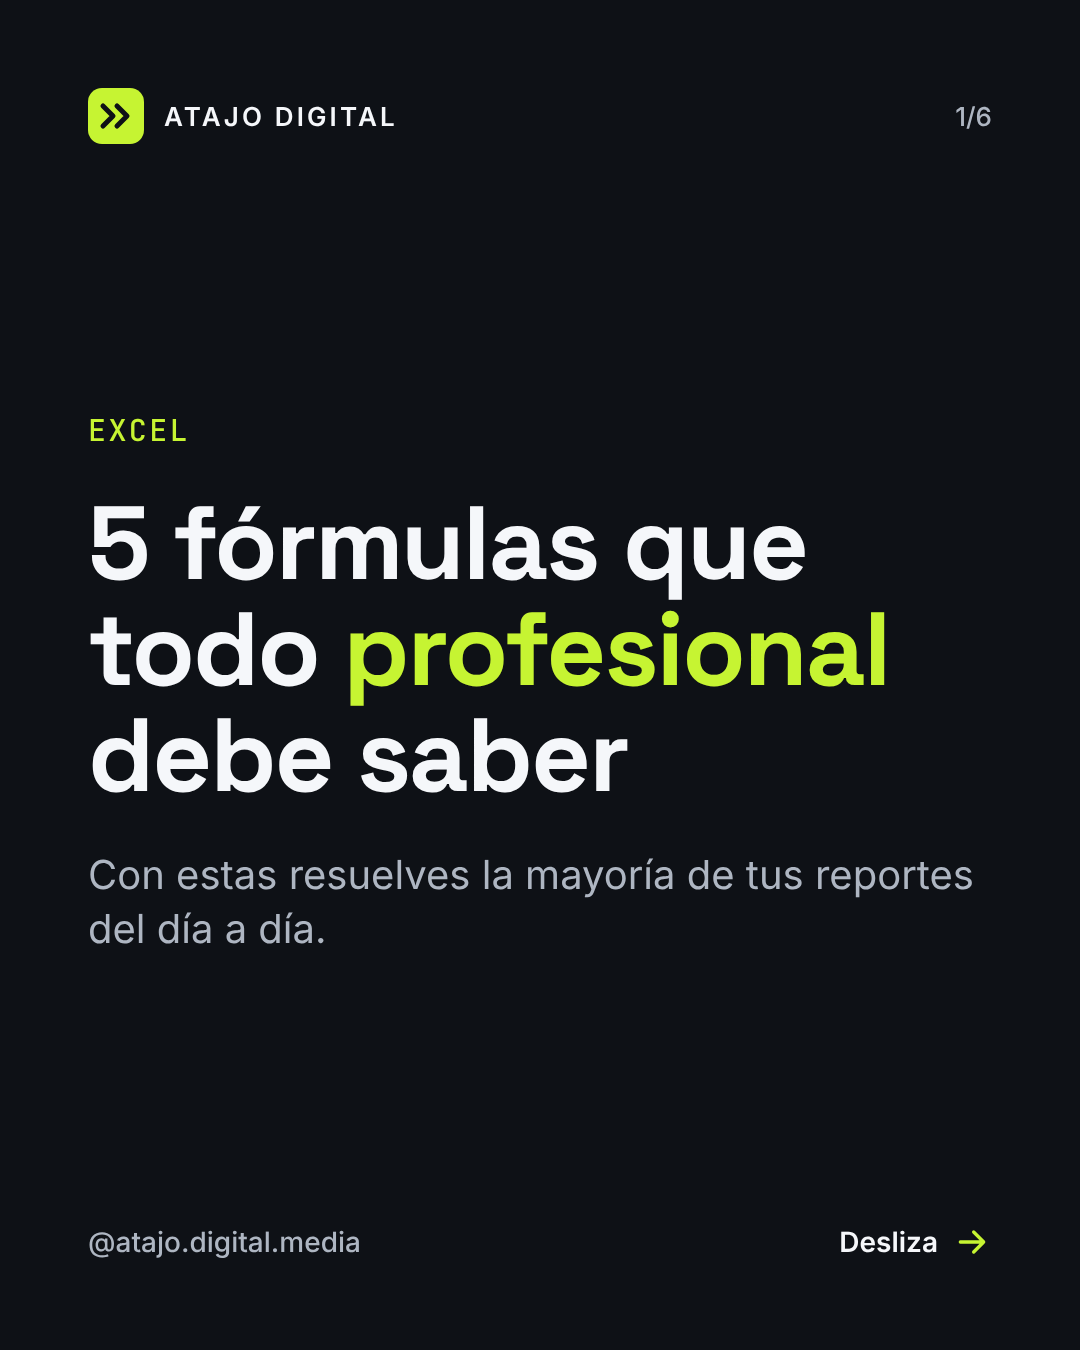 ATAJO DIGITAL
1/6
EXCEL
5 fórmulas que
todo profesional
debe saber
Con estas resuelves la mayoría de tus reportes
del día a día.
@atajo.digital.media
Desliza →